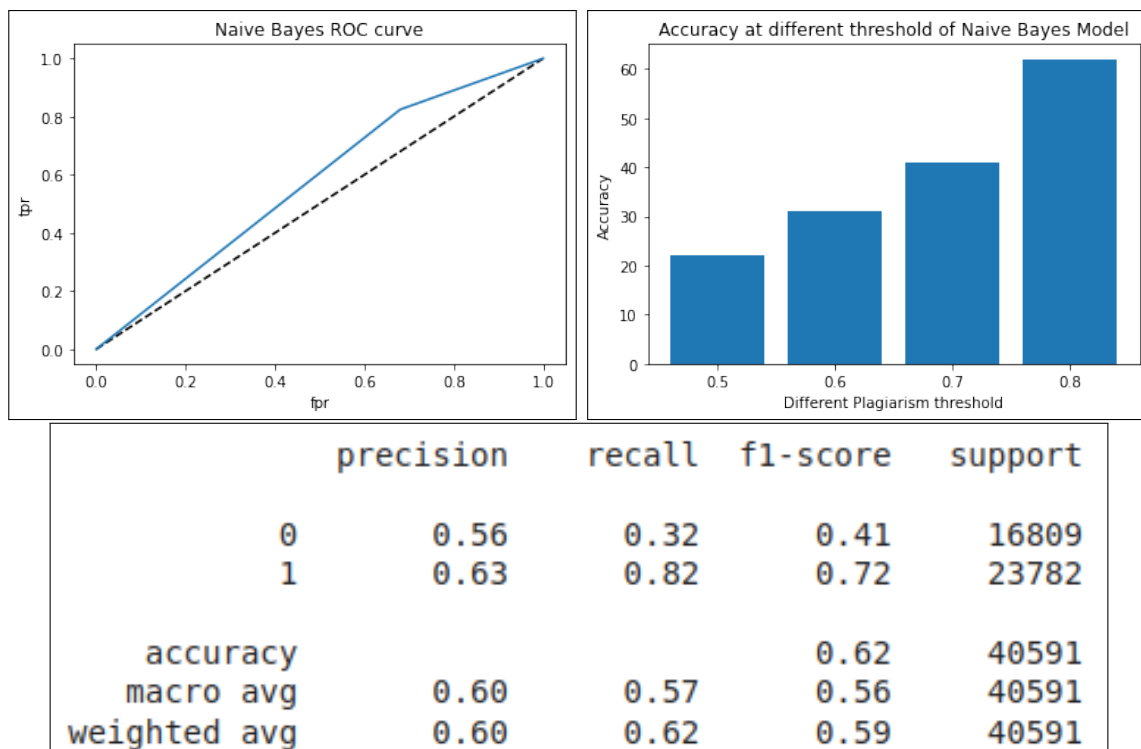 Naive Bayes ROC curve
1.0
0.8
0.6
0.4
0.2
0.0
tpr
0.0 0.2 0.4 0.6 0.8 1.0
fpr
Accuracy at different threshold of Naive Bayes Model
60
50
40
30
20
10
0
Accuracy
0.5 0.6 0.7 0.8
Different Plagiarism threshold
precision recall f1-score support
0 0.56 0.32 0.41 16809
1 0.63 0.82 0.72 23782
accuracy 0.62 40591
macro avg 0.60 0.57 0.56 40591
weighted avg 0.60 0.62 0.59 40591